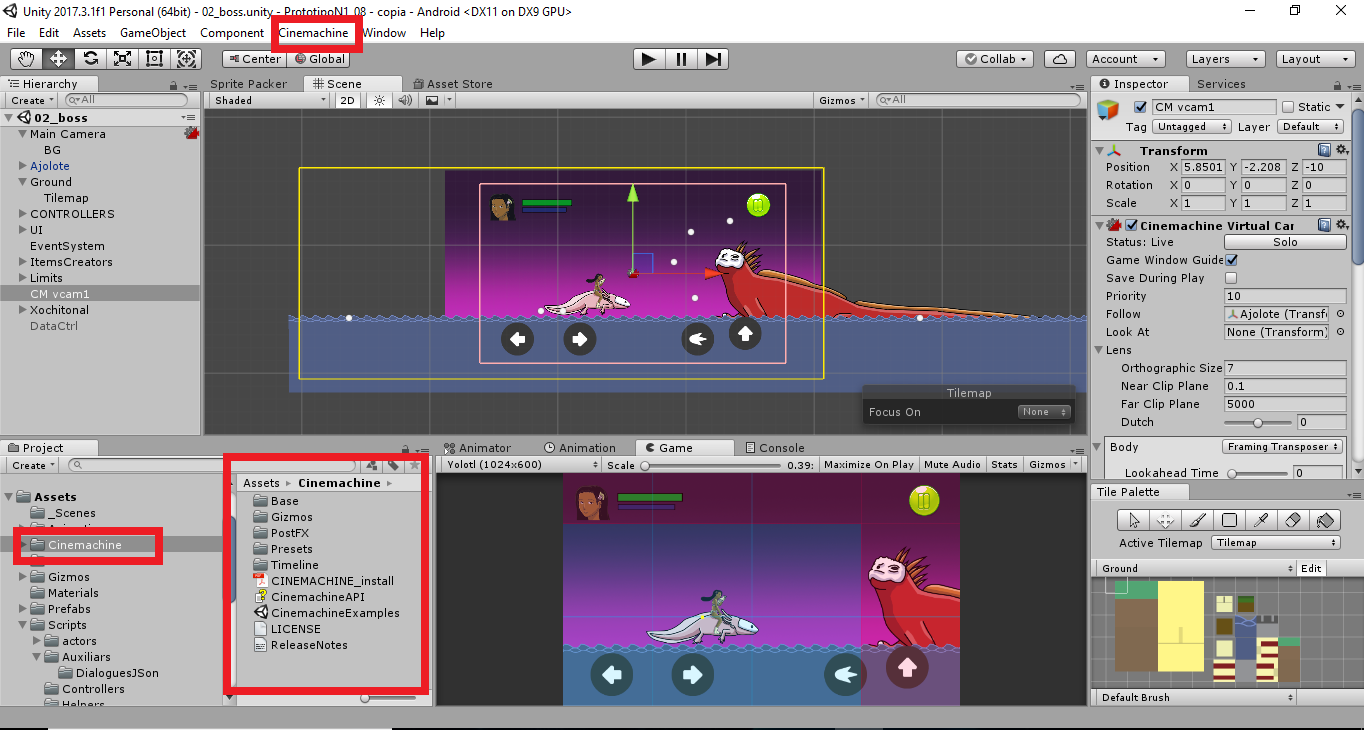 Unity 2017.3.1f1 Personal (64bit) - 02_boss.unity - PrototipoN1_08 - copia - Android <DX11 on DX9 GPU>
File Edit Assets GameObject Component Cinemachine Window Help
Center Global Collab Account Layers Layout
Hierarchy Sprite Packer Scene Asset Store Inspector Services
Create All Shaded 2D Gizmos All CM vcam1 Static
02_boss
Tag Untagged Layer Default
Main Camera
BG
Ajolote
Ground
Tilemap
CONTROLLERS
UI
EventSystem
ItemsCreators
Limits
CM vcam1
Xochitonal
DataCtrl
Tilemap
Focus On None
Transform
Position X 5.8501 Y -2.208 Z -10
Rotation X 0 Y 0 Z 0
Scale X 1 Y 1 Z 1
Cinemachine Virtual Car
Status: Live Solo
Game Window Guide
Save During Play
Priority 10
Follow Ajolote (Transf
Look At None (Transform)
Lens
Orthographic Size 7
Near Clip Plane 0.1
Far Clip Plane 5000
Dutch 0
Body Framing Transposer
Lookahead Time 0
Project Animator Animation Game Console
Create Yolotl (1024x600) Scale 0.39: Maximize On Play Mute Audio Stats Gizmos
Assets
_Scenes
Cinemachine
Gizmos
Materials
Prefabs
Scripts
actors
Auxiliars
DialoguesJSon
Controllers
Helpers
Assets Cinemachine
Base
Gizmos
PostFX
Presets
Timeline
CINEMACHINE_install
CinemachineAPI
CinemachineExamples
LICENSE
ReleaseNotes
Tile Palette
Active Tilemap Tilemap
Ground Edit
Default Brush